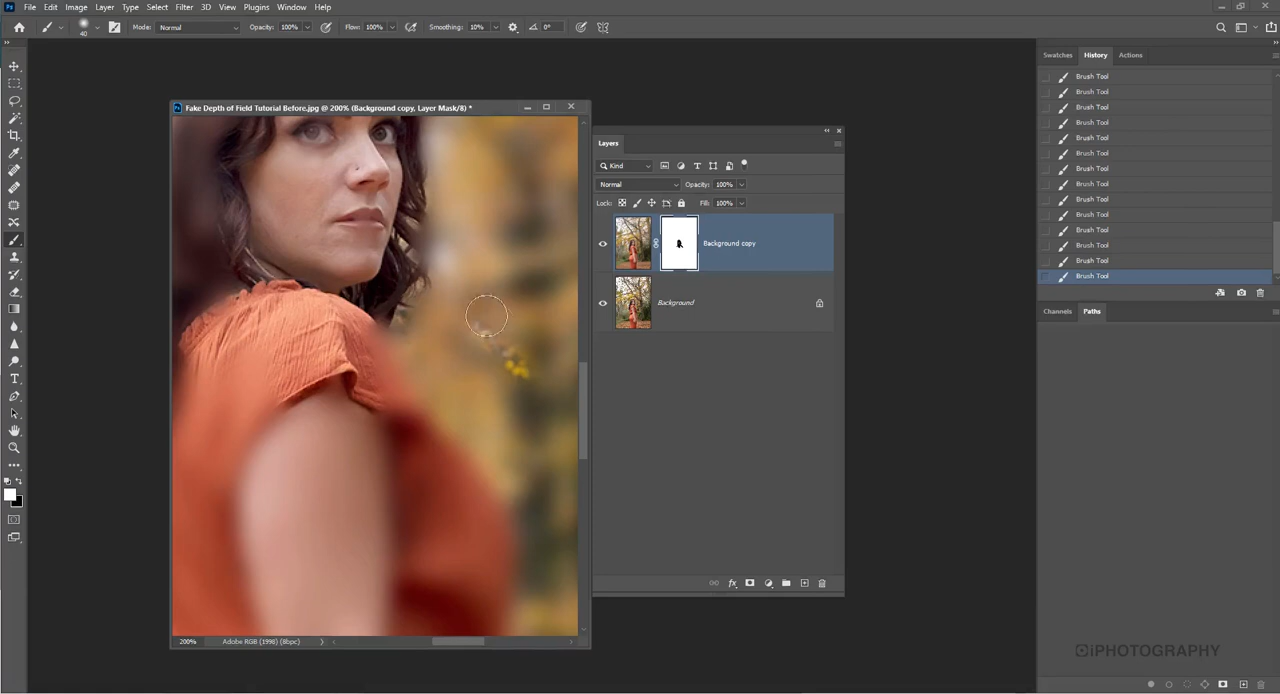 Ps File Edit Image Layer Type Select Filter 3D View Plugins Window Help
40 Mode: Normal Opacity: 100% Flow: 100% Smoothing: 10% 0°
Swatches History Actions
Ps Fake Depth of Field Tutorial Before.jpg @ 200% (Background copy, Layer Mask/8) *
Layers
Kind
Normal Opacity: 100%
Lock: Fill: 100%
Background copy
Background
Brush Tool
Brush Tool
Brush Tool
Brush Tool
Brush Tool
Brush Tool
Brush Tool
Brush Tool
Brush Tool
Brush Tool
Brush Tool
Brush Tool
Brush Tool
Brush Tool
Channels Paths
fx
200% Adobe RGB (1998) (8bpc)
iPHOTOGRAPHY